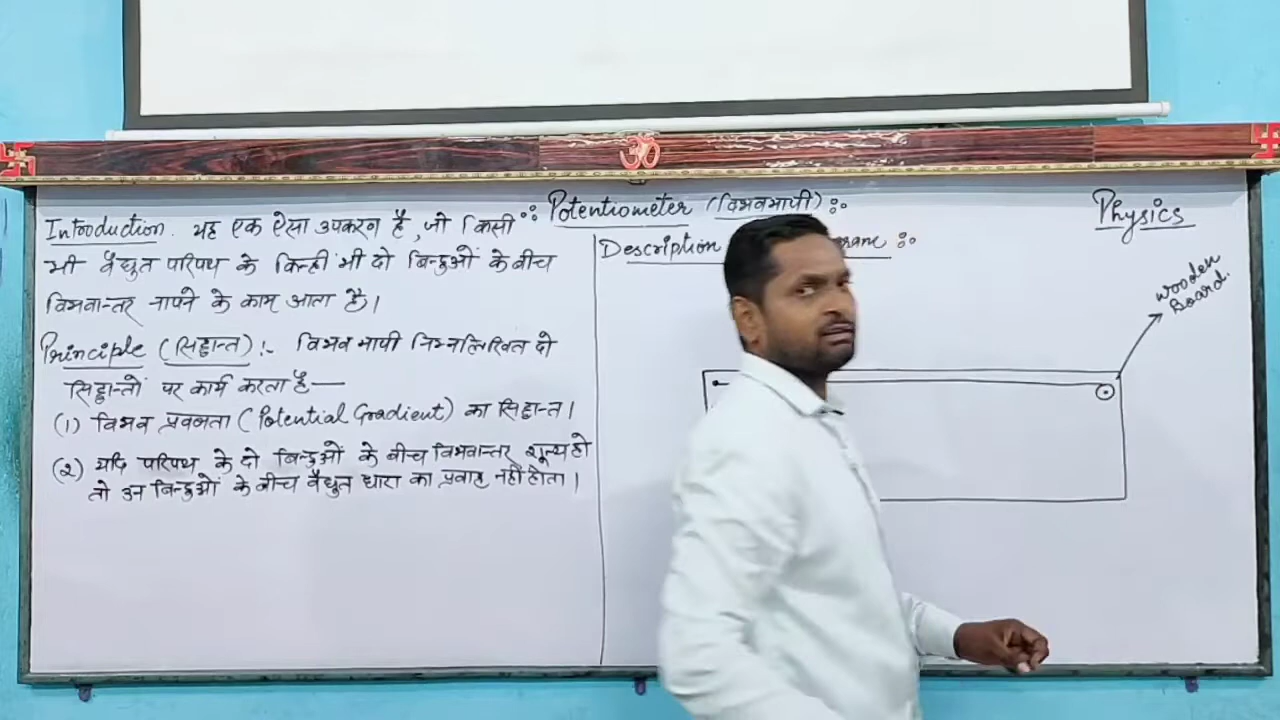 ॐ
∵ Potentiometer (विभवमापी) :∙
Physics
Introduction. यह एक ऐसा उपकरण है, जो किसी
भी वैद्युत परिपथ के किन्हीं भी दो बिन्दुओं के बीच
विभवान्तर नापने के काम आता है।
Principle (सिद्धान्त) :- विभव मापी निम्नलिखित दो
सिद्धान्तों पर कार्य करता है —
(1) विभव प्रवणता (Potential Gradient) का सिद्धान्त।
(2) यदि परिपथ के दो बिन्दुओं के बीच विभवान्तर शून्य हो
तो उन बिन्दुओं के बीच वैद्युत धारा का प्रवाह नहीं होता।
Description
wooden
Board.